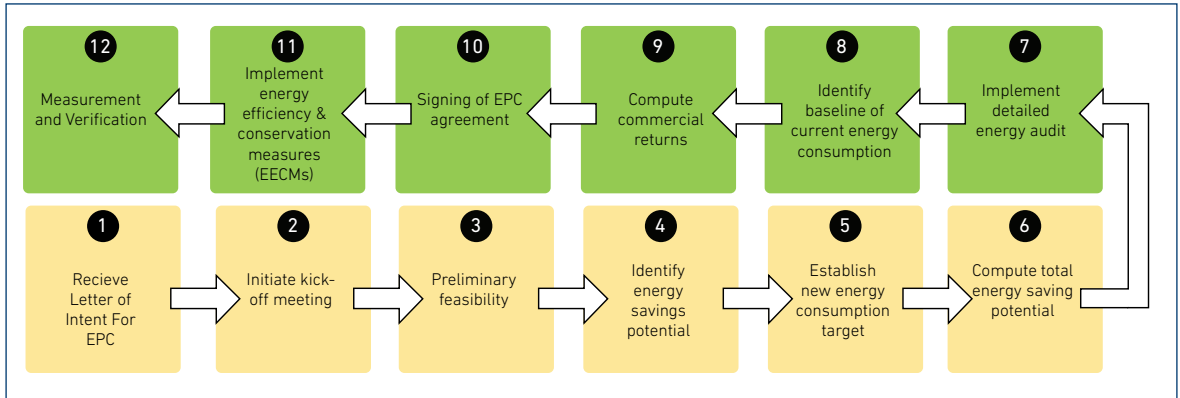 12
Measurement
and Verification
11
Implement
energy
efficiency &
conservation
measures
(EECMs)
10
Signing of EPC
agreement
9
Compute
commercial
returns
8
Identify
baseline of
current energy
consumption
7
Implement
detailed
energy audit
1
Recieve
Letter of
Intent For
EPC
2
Initiate kick-
off meeting
3
Preliminary
feasibility
4
Identify
energy
savings
potential
5
Establish
new energy
consumption
target
6
Compute total
energy saving
potential